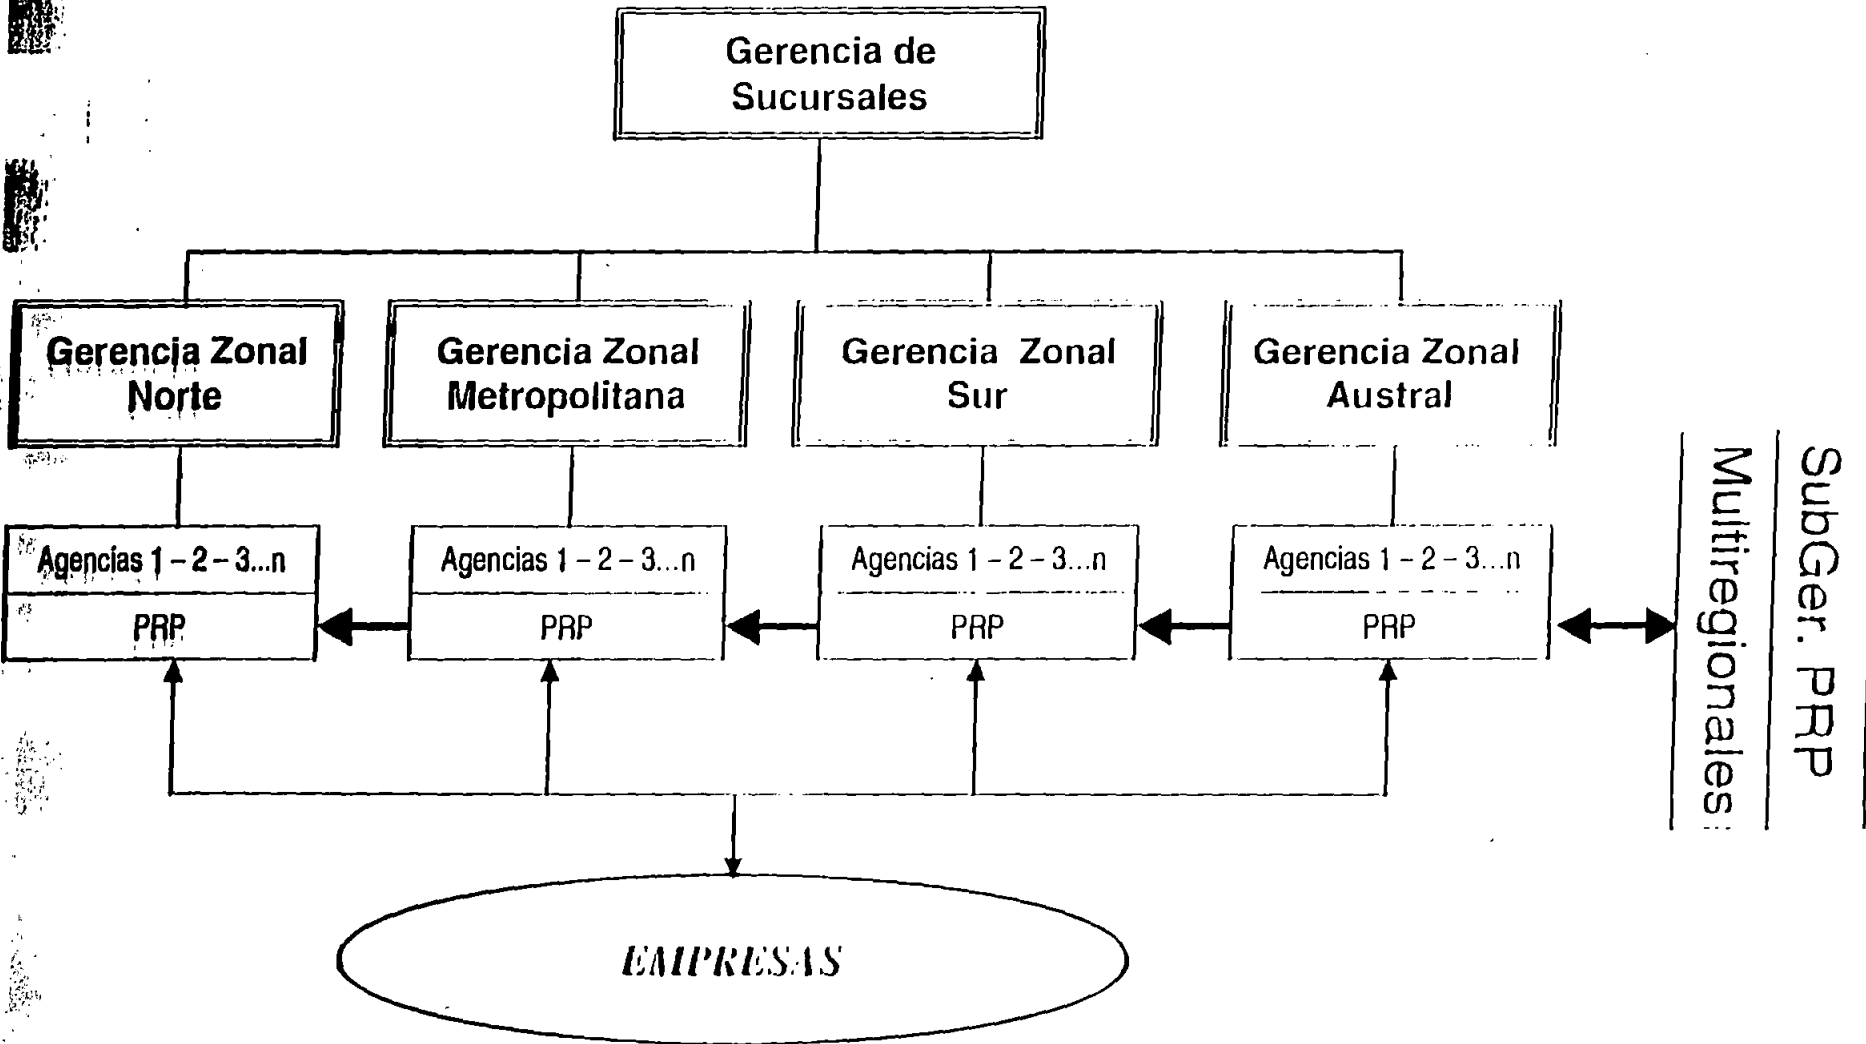 Gerencia de
Sucursales
Gerencia Zonal
Norte
Gerencia Zonal
Metropolitana
Gerencia Zonal
Sur
Gerencia Zonal
Austral
Agencias 1 – 2 – 3...n
PRP
Agencias 1 – 2 – 3...n
PRP
Agencias 1 – 2 – 3...n
PRP
Agencias 1 – 2 – 3...n
PRP
SubGer. PRP
Multiregionales
EMPRESAS